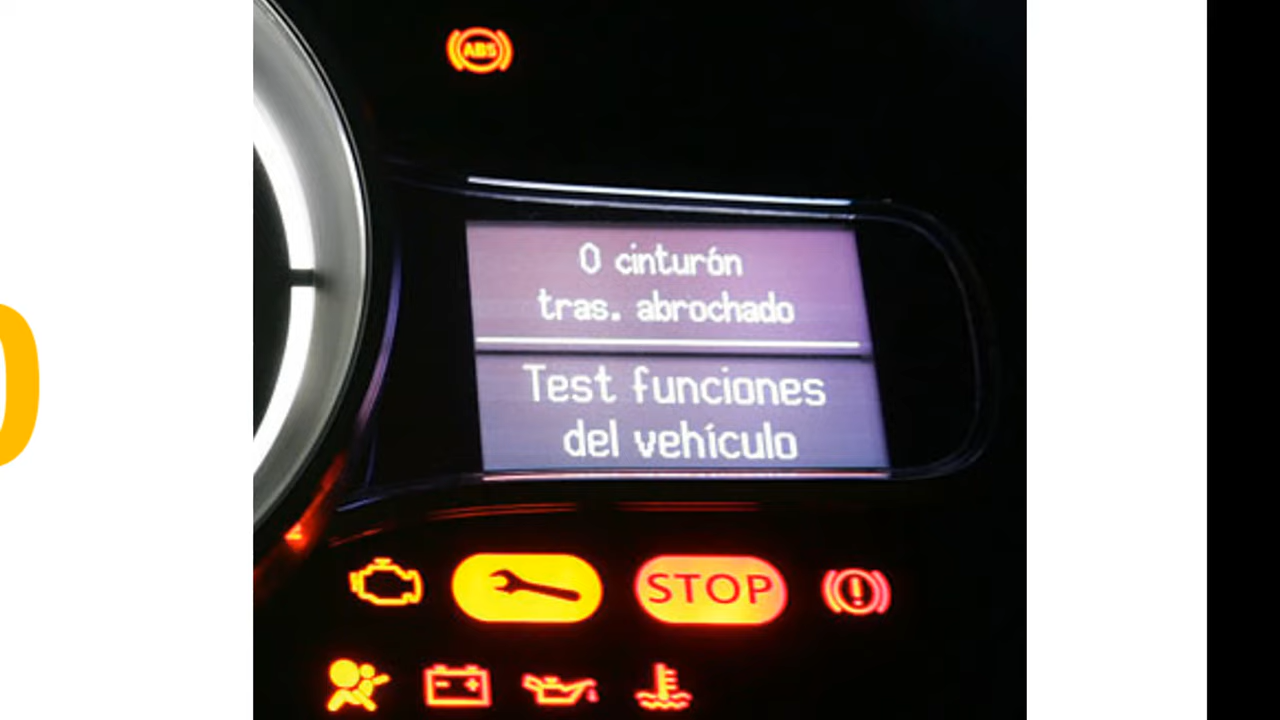 ABS
0 cinturón
tras. abrochado
Test funciones
del vehículo
STOP